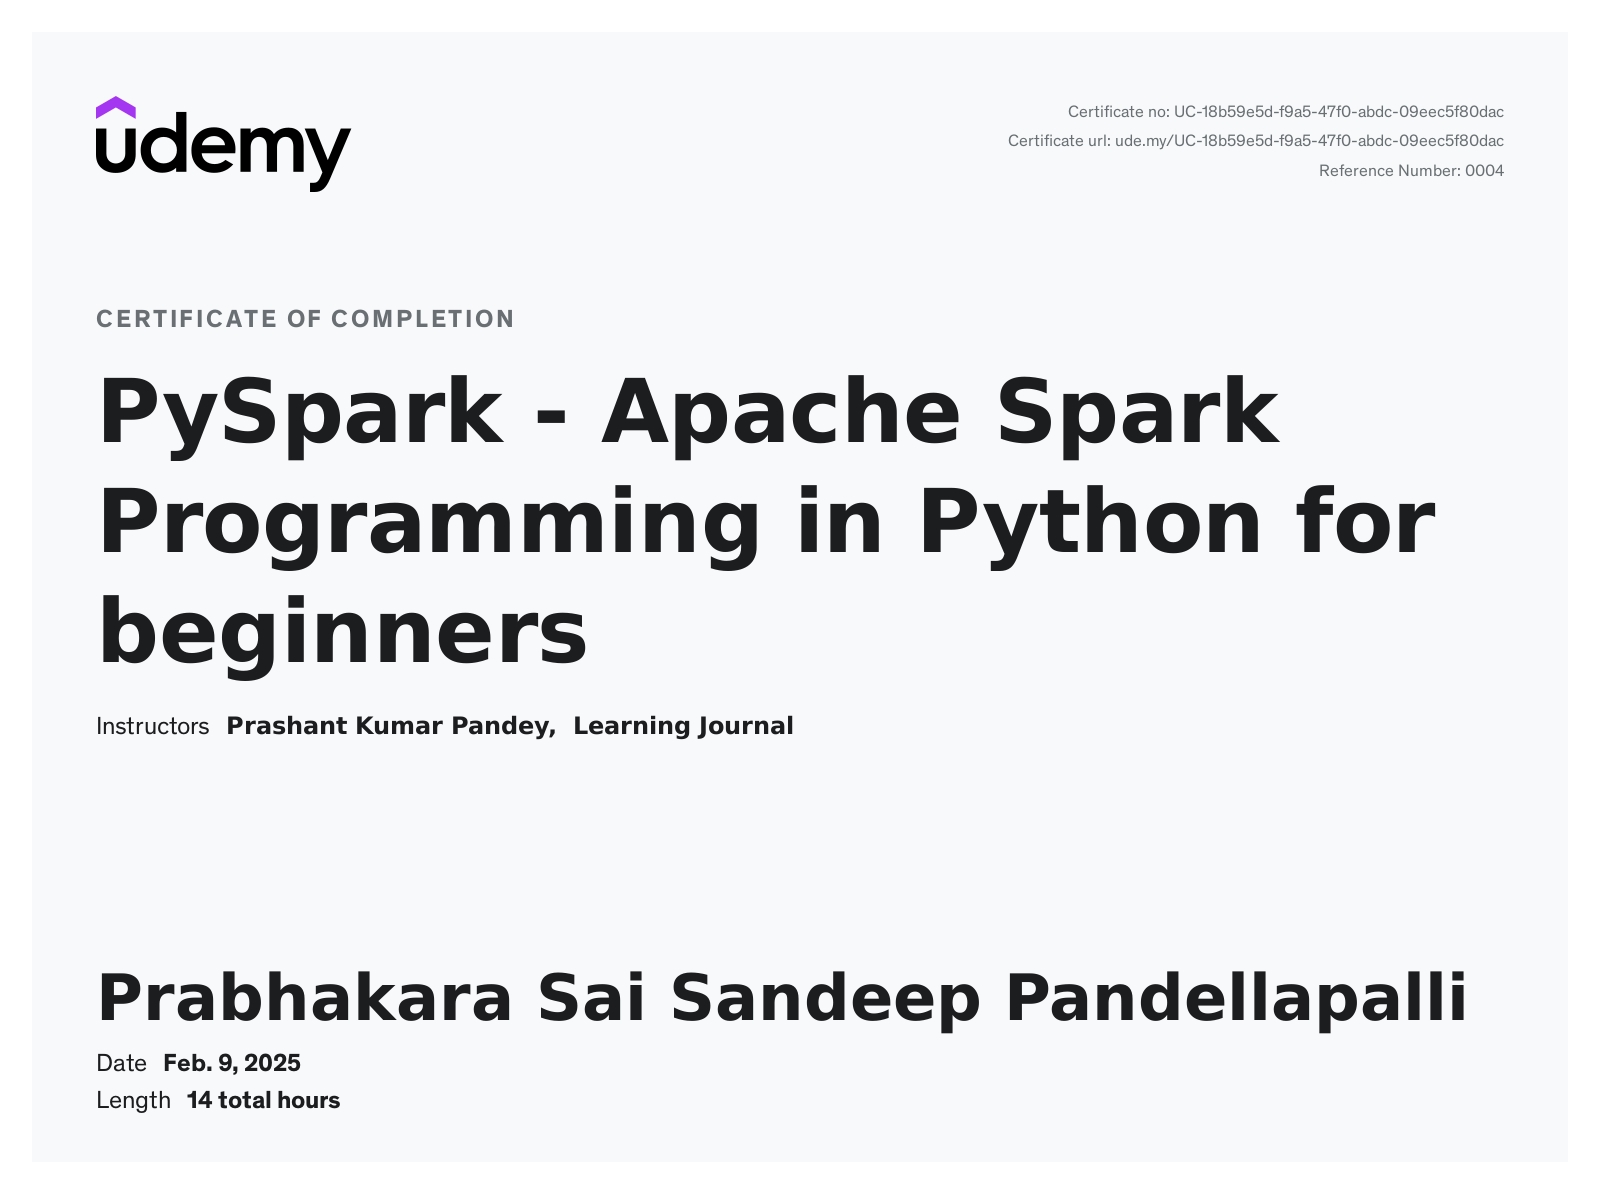 udemy
Certificate no: UC-18b59e5d-f9a5-47f0-abdc-09eec5f80dac
Certificate url: ude.my/UC-18b59e5d-f9a5-47f0-abdc-09eec5f80dac
Reference Number: 0004
CERTIFICATE OF COMPLETION
PySpark - Apache Spark
Programming in Python for
beginners
Instructors Prashant Kumar Pandey, Learning Journal
Prabhakara Sai Sandeep Pandellapalli
Date Feb. 9, 2025
Length 14 total hours